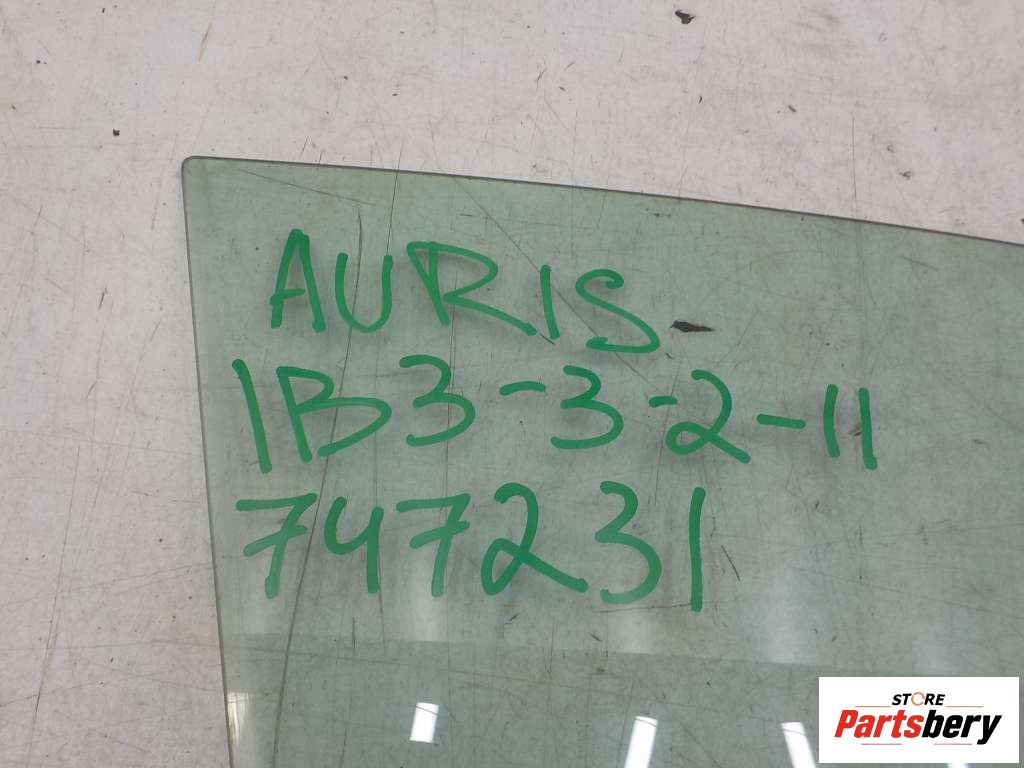 AURIS
1B3-3-2-11
747231
STORE
Partsbery